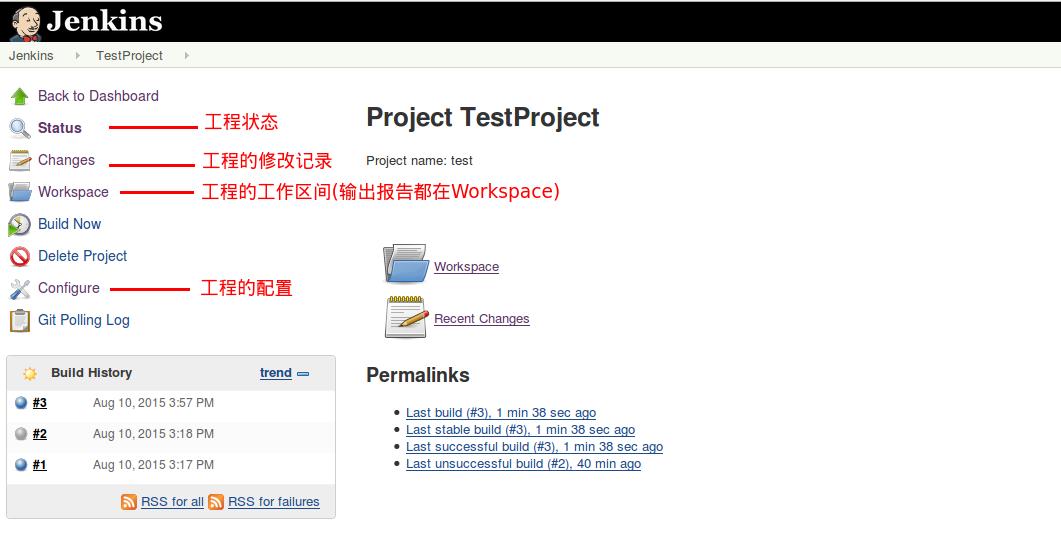 Jenkins
Jenkins TestProject
Back to Dashboard
Status 工程状态
Changes 工程的修改记录
Workspace 工程的工作区间(输出报告都在Workspace)
Build Now
Delete Project
Configure 工程的配置
Git Polling Log
Build History trend
#3 Aug 10, 2015 3:57 PM
#2 Aug 10, 2015 3:18 PM
#1 Aug 10, 2015 3:17 PM
RSS for all RSS for failures
Project TestProject
Project name: test
Workspace
Recent Changes
Permalinks
Last build (#3), 1 min 38 sec ago
Last stable build (#3), 1 min 38 sec ago
Last successful build (#3), 1 min 38 sec ago
Last unsuccessful build (#2), 40 min ago